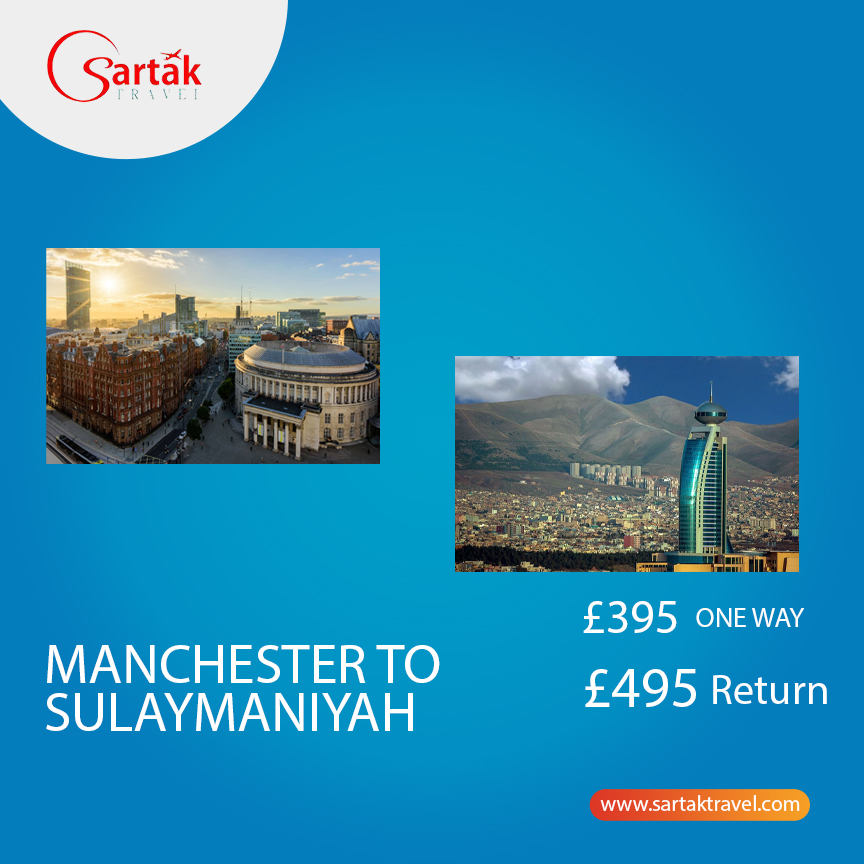 Sartak
TRAVEL
MANCHESTER TO
SULAYMANIYAH
£395 ONE WAY
£495 Return
www.sartaktravel.com